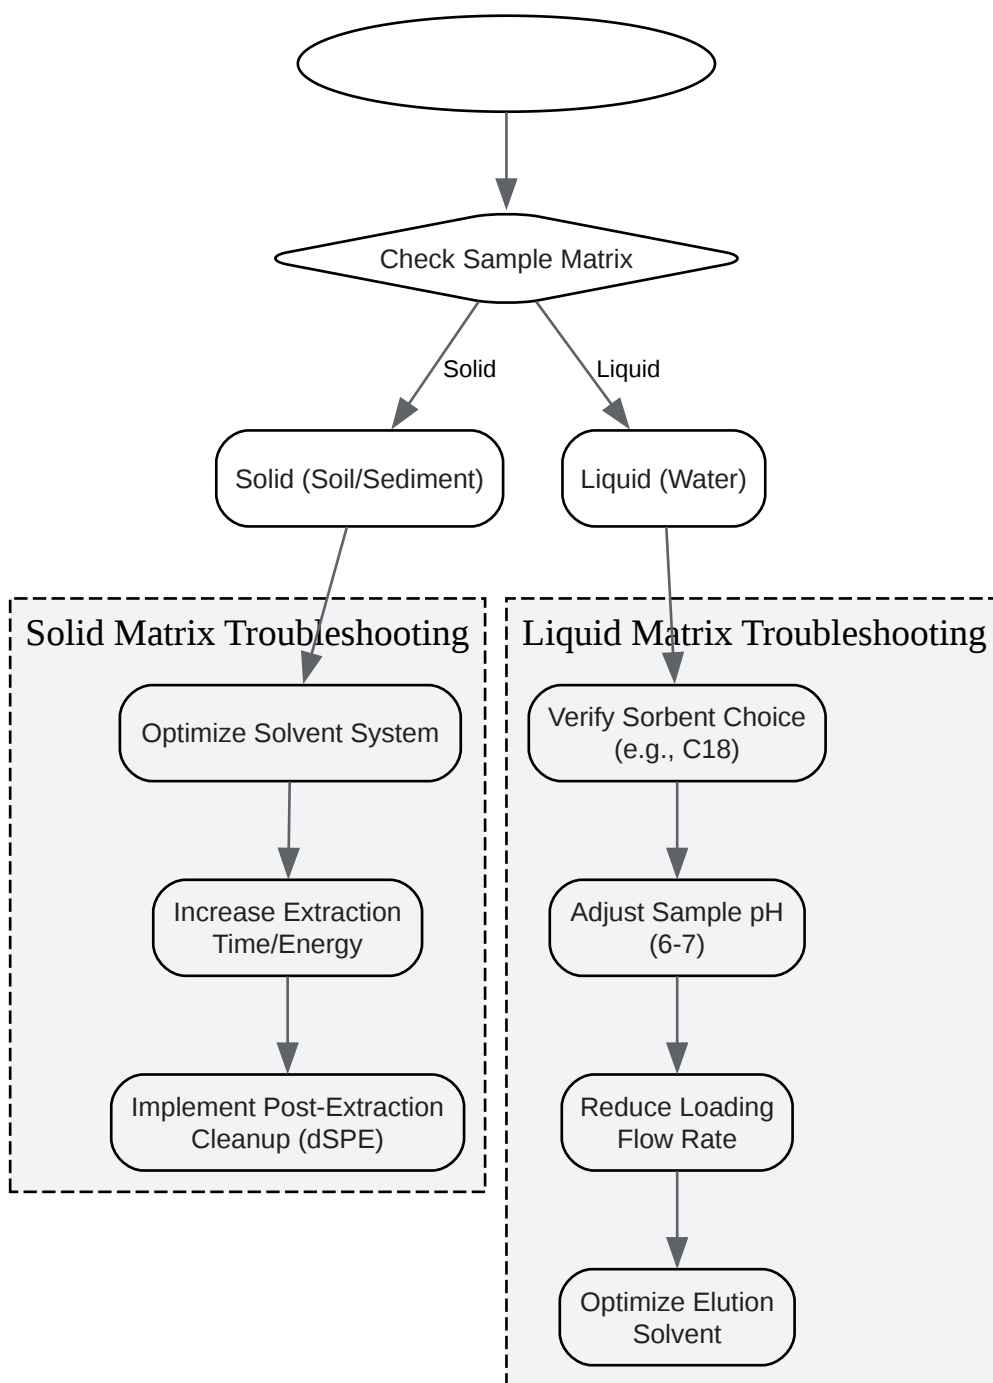 Check Sample Matrix
Solid
Liquid
Solid (Soil/Sediment)
Liquid (Water)
Solid Matrix Troubleshooting
Optimize Solvent System
Increase Extraction
Time/Energy
Implement Post-Extraction
Cleanup (dSPE)
Liquid Matrix Troubleshooting
Verify Sorbent Choice
(e.g., C18)
Adjust Sample pH
(6-7)
Reduce Loading
Flow Rate
Optimize Elution
Solvent